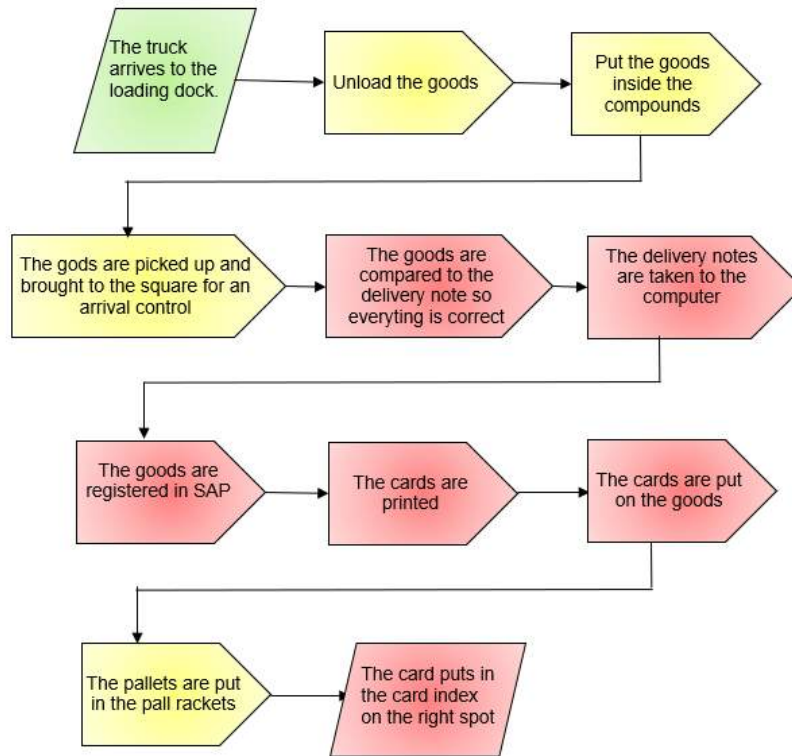 The truck
arrives to the
loading dock.
Unload the goods
Put the goods
inside the
compounds
The gods are picked up and
brought to the square for an
arrival control
The goods are
compared to the
delivery note so
everyting is correct
The delivery notes
are taken to the
computer
The goods are
registered in SAP
The cards are
printed
The cards are put
on the goods
The pallets are put
in the pall rackets
The card puts in
the card index
on the right spot